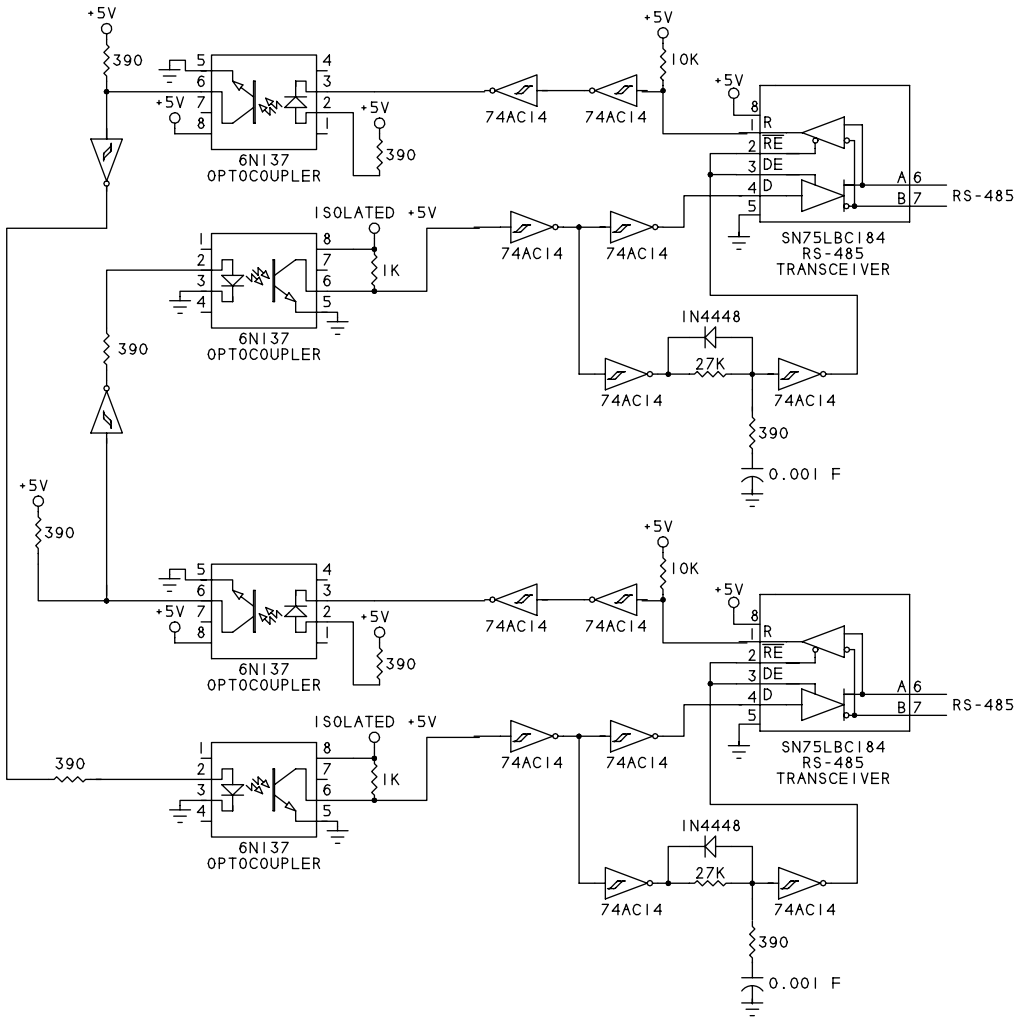 +5V
390
5
6
7
8
+5V
4
3
2
1
6N137
OPTOCOUPLER
+5V
390
74AC14
74AC14
+5V
10K
+5V
8
1
2
3
4
5
R
RE
DE
D
A 6
B 7
RS-485
SN75LBC184
RS-485
TRANSCEIVER
ISOLATED +5V
1K
1
2
3
4
8
7
6
5
6N137
OPTOCOUPLER
74AC14
74AC14
390
1N4448
27K
74AC14
74AC14
390
0.001 F
+5V
390
5
6
7
8
+5V
4
3
2
1
6N137
OPTOCOUPLER
+5V
390
74AC14
74AC14
+5V
10K
+5V
8
1
2
3
4
5
R
RE
DE
D
A 6
B 7
RS-485
SN75LBC184
RS-485
TRANSCEIVER
ISOLATED +5V
1K
390
1
2
3
4
8
7
6
5
6N137
OPTOCOUPLER
74AC14
74AC14
1N4448
27K
74AC14
74AC14
390
0.001 F